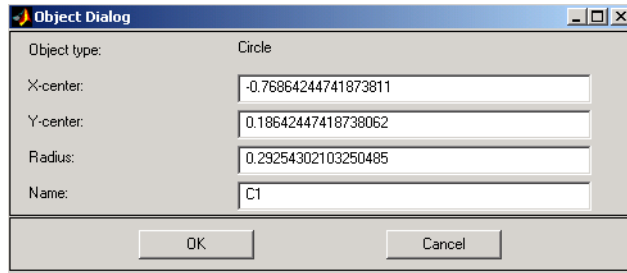 Object Dialog
Object type: Circle
X-center: -0.76864244741873811
Y-center: 0.18642447418738062
Radius: 0.29254302103250485
Name: C1
OK Cancel